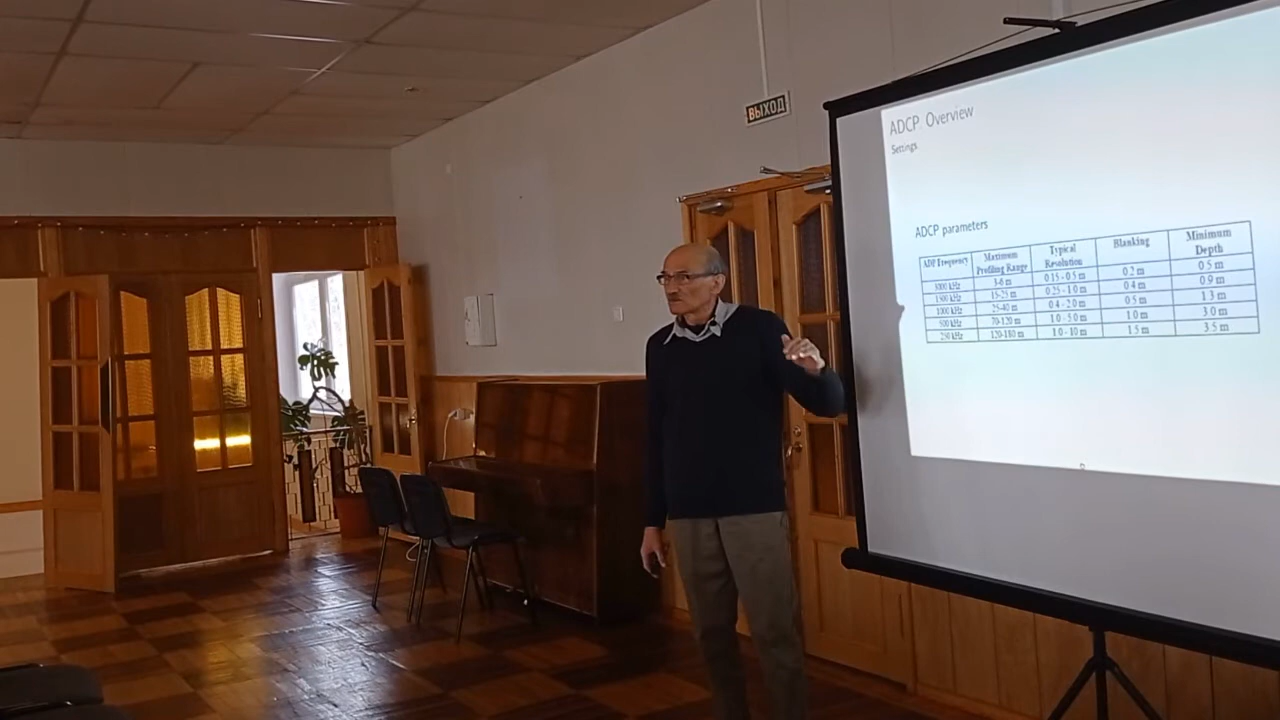 ВЫХОД
ADCP Overview
Settings
ADCP parameters
ADP Frequency Maximum Profiling Range Typical Resolution Blanking Minimum Depth
3000 kHz 3-6 m 0.15 - 0.5 m 0.2 m 0.5 m
1500 kHz 15-25 m 0.25 - 1.0 m 0.4 m 0.9 m
1000 kHz 25-40 m 0.4 - 2.0 m 0.5 m 1.3 m
500 kHz 70-120 m 1.0 - 5.0 m 1.0 m 3.0 m
250 kHz 120-180 m 1.0 - 10 m 1.5 m 3.5 m